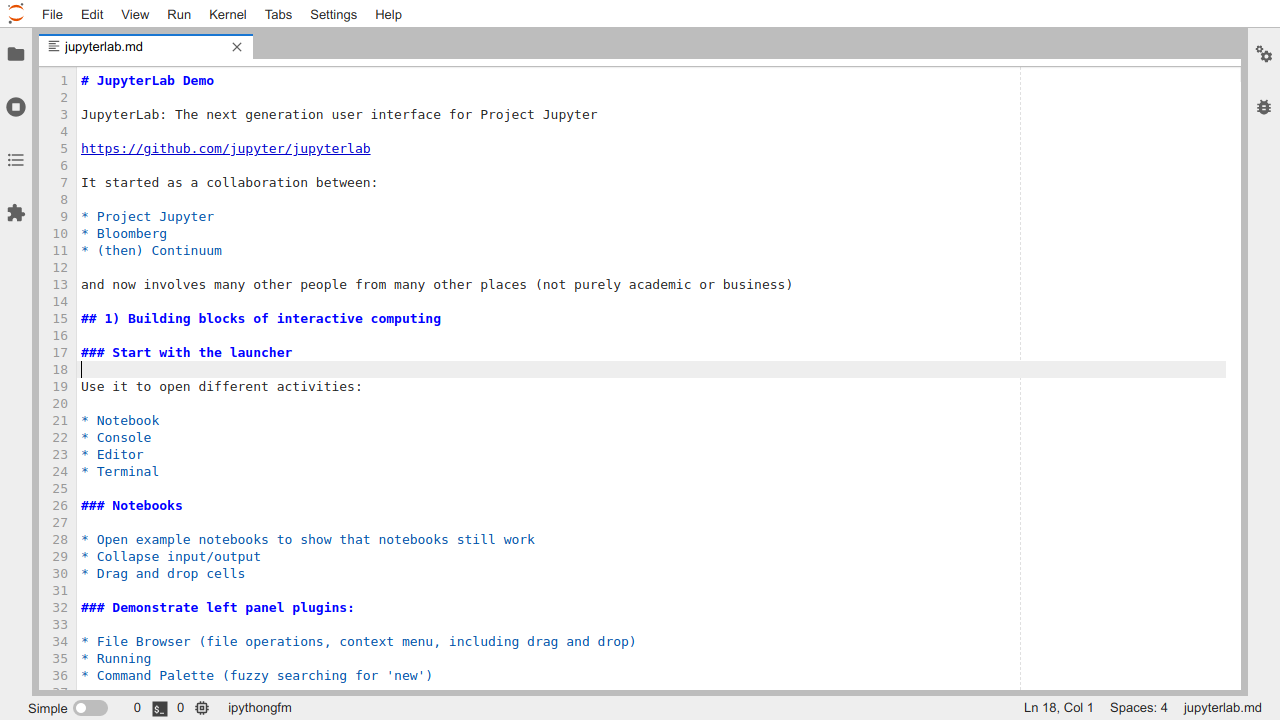 File Edit View Run Kernel Tabs Settings Help
jupyterlab.md
1 # JupyterLab Demo
2
3 JupyterLab: The next generation user interface for Project Jupyter
4
5 https://github.com/jupyter/jupyterlab
6
7 It started as a collaboration between:
8
9 * Project Jupyter
10 * Bloomberg
11 * (then) Continuum
12
13 and now involves many other people from many other places (not purely academic or business)
14
15 ## 1) Building blocks of interactive computing
16
17 ### Start with the launcher
18
19 Use it to open different activities:
20
21 * Notebook
22 * Console
23 * Editor
24 * Terminal
25
26 ### Notebooks
27
28 * Open example notebooks to show that notebooks still work
29 * Collapse input/output
30 * Drag and drop cells
31
32 ### Demonstrate left panel plugins:
33
34 * File Browser (file operations, context menu, including drag and drop)
35 * Running
36 * Command Palette (fuzzy searching for 'new')
37
Simple 0 $_ 0 ipythongfm Ln 18, Col 1 Spaces: 4 jupyterlab.md